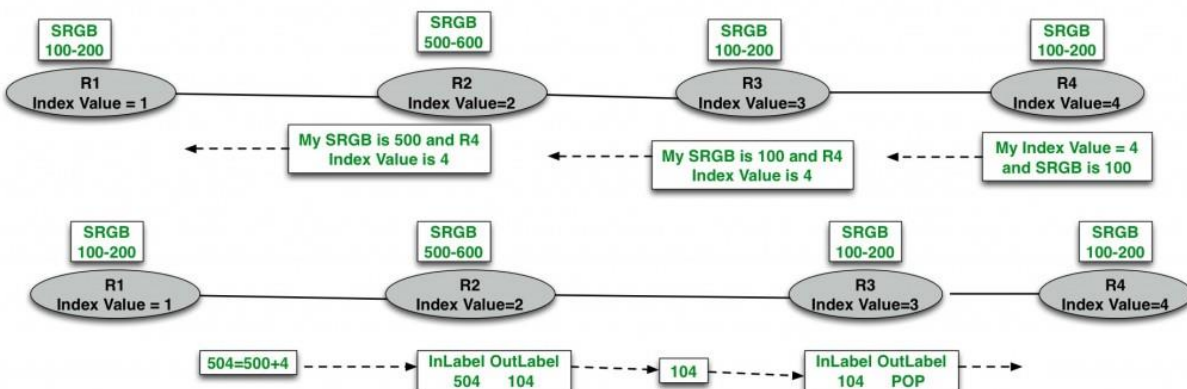 SRGB
100-200
SRGB
500-600
SRGB
100-200
SRGB
100-200
R1
Index Value = 1
R2
Index Value=2
R3
Index Value=3
R4
Index Value=4
My SRGB is 500 and R4
Index Value is 4
My SRGB is 100 and R4
Index Value is 4
My Index Value = 4
and SRGB is 100
SRGB
100-200
SRGB
500-600
SRGB
100-200
SRGB
100-200
R1
Index Value = 1
R2
Index Value=2
R3
Index Value=3
R4
Index Value=4
504=500+4
InLabel OutLabel
504 104
104
InLabel OutLabel
104 POP